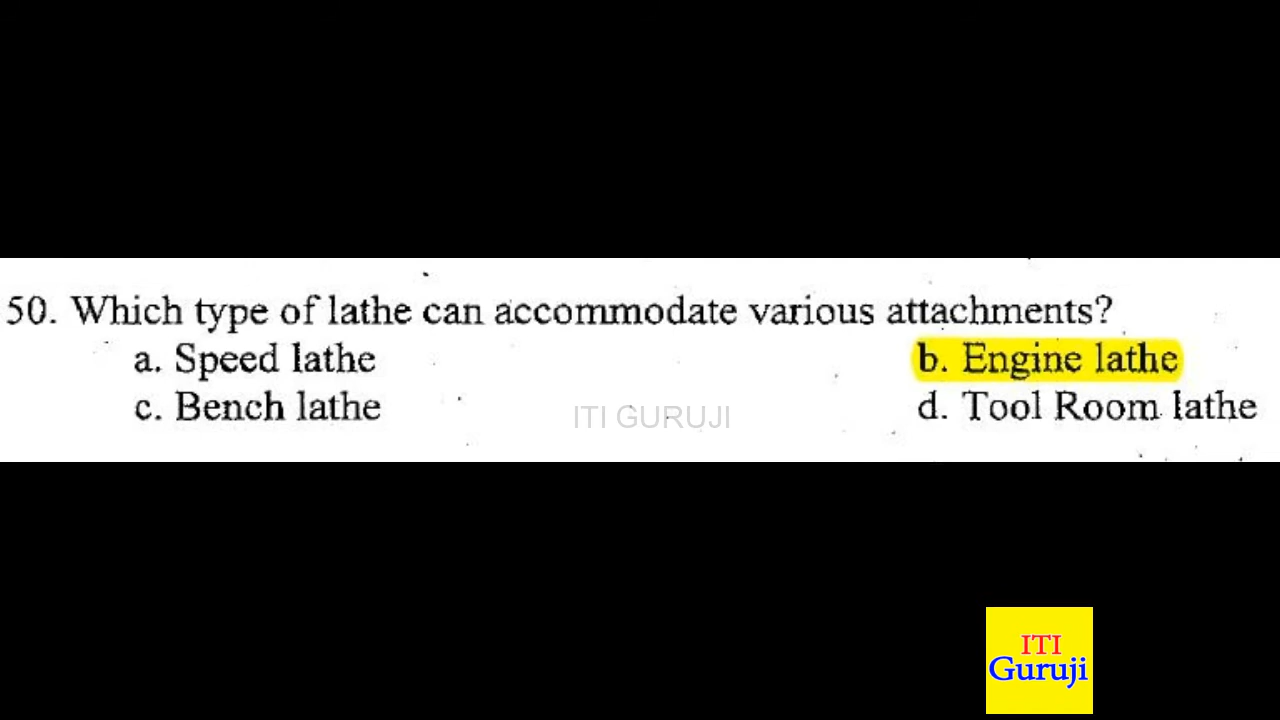 50. Which type of lathe can accommodate various attachments?
a. Speed lathe b. Engine lathe
c. Bench lathe d. Tool Room lathe
ITI GURUJI
ITI
Guruji